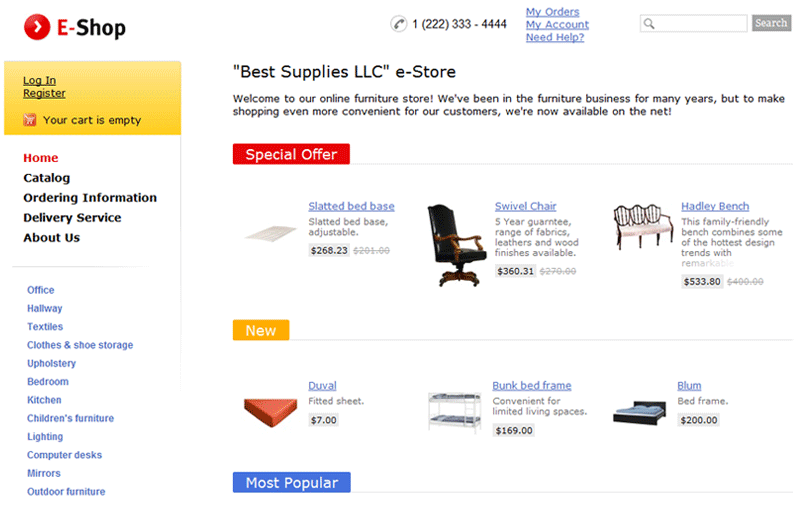 E-Shop
1 (222) 333 - 4444
My Orders
My Account
Need Help?
Search
Log In
Register
Your cart is empty
Home
Catalog
Ordering Information
Delivery Service
About Us
Office
Hallway
Textiles
Clothes & shoe storage
Upholstery
Bedroom
Kitchen
Children's furniture
Lighting
Computer desks
Mirrors
Outdoor furniture
"Best Supplies LLC" e-Store
Welcome to our online furniture store! We've been in the furniture business for many years, but to make
shopping even more convenient for our customers, we're now available on the net!
Special Offer
Slatted bed base
Slatted bed base,
adjustable.
$268.23 $201.00
Swivel Chair
5 Year guarntee,
range of fabrics,
leathers and wood
finishes available.
$360.31 $270.00
Hadley Bench
This family-friendly
bench combines some
of the hottest design
trends with
remarkable
$533.80 $400.00
New
Duval
Fitted sheet.
$7.00
Bunk bed frame
Convenient for
limited living spaces.
$169.00
Blum
Bed frame.
$200.00
Most Popular